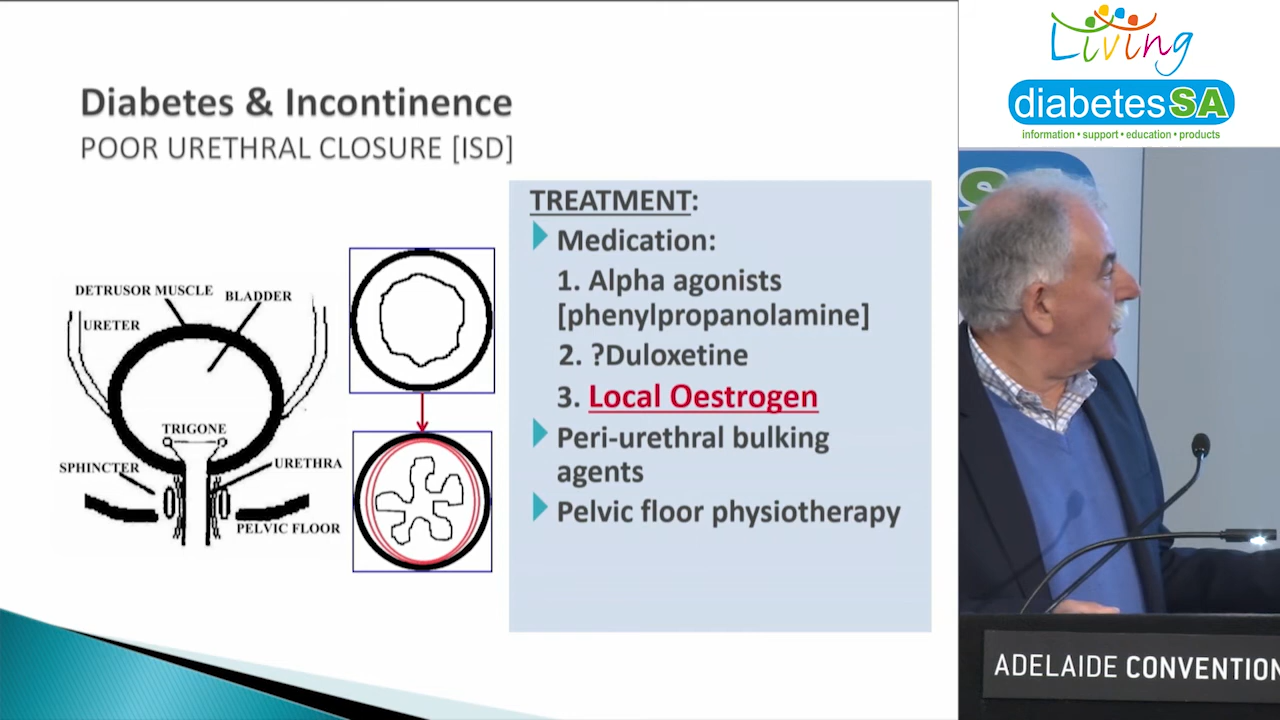 Diabetes & Incontinence
POOR URETHRAL CLOSURE [ISD]
DETRUSOR MUSCLE
BLADDER
URETER
TRIGONE
SPHINCTER
URETHRA
PELVIC FLOOR
TREATMENT:
Medication:
1. Alpha agonists
[phenylpropanolamine]
2. ?Duloxetine
3. Local Oestrogen
Peri-urethral bulking
agents
Pelvic floor physiotherapy
Living
diabetesSA
information • support • education • products
S
ADELAIDE CONVENTION